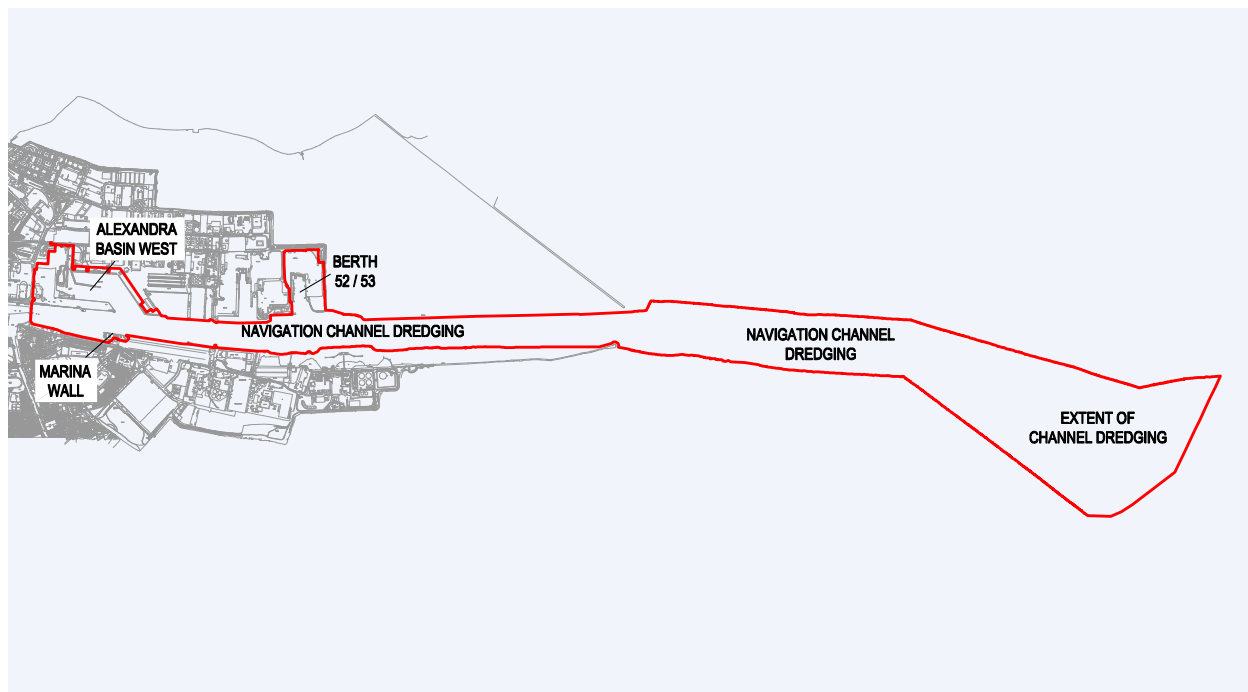 ALEXANDRA
BASIN WEST
BERTH
52 / 53
NAVIGATION CHANNEL DREDGING
NAVIGATION CHANNEL
DREDGING
MARINA
WALL
EXTENT OF
CHANNEL DREDGING